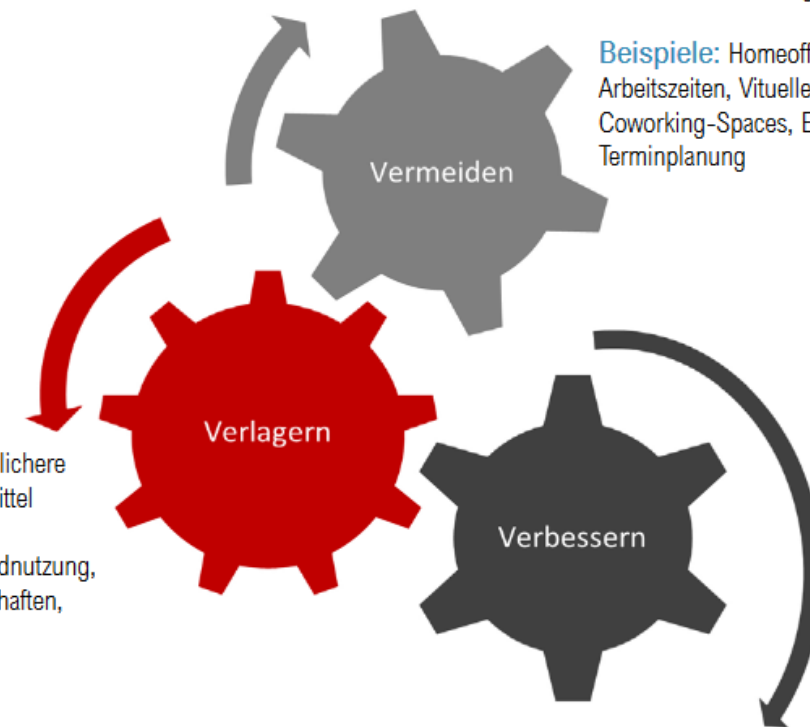 Beispiele: Homeoff
Arbeitszeiten, Vituelle
Coworking-Spaces, E
Terminplanung
Vermeiden
Verlagern
lichere
ittel
dnutzung,
haften,
Verbessern